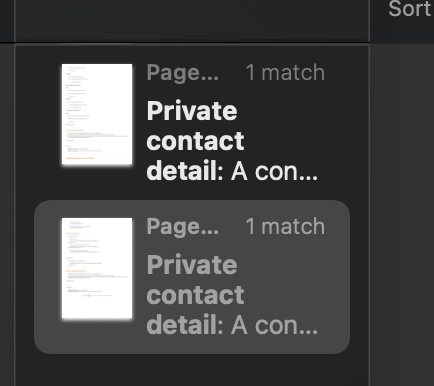 Sort
Page... 1 match
Private
contact
detail: A con...
Page... 1 match
Private
contact
detail: A con...